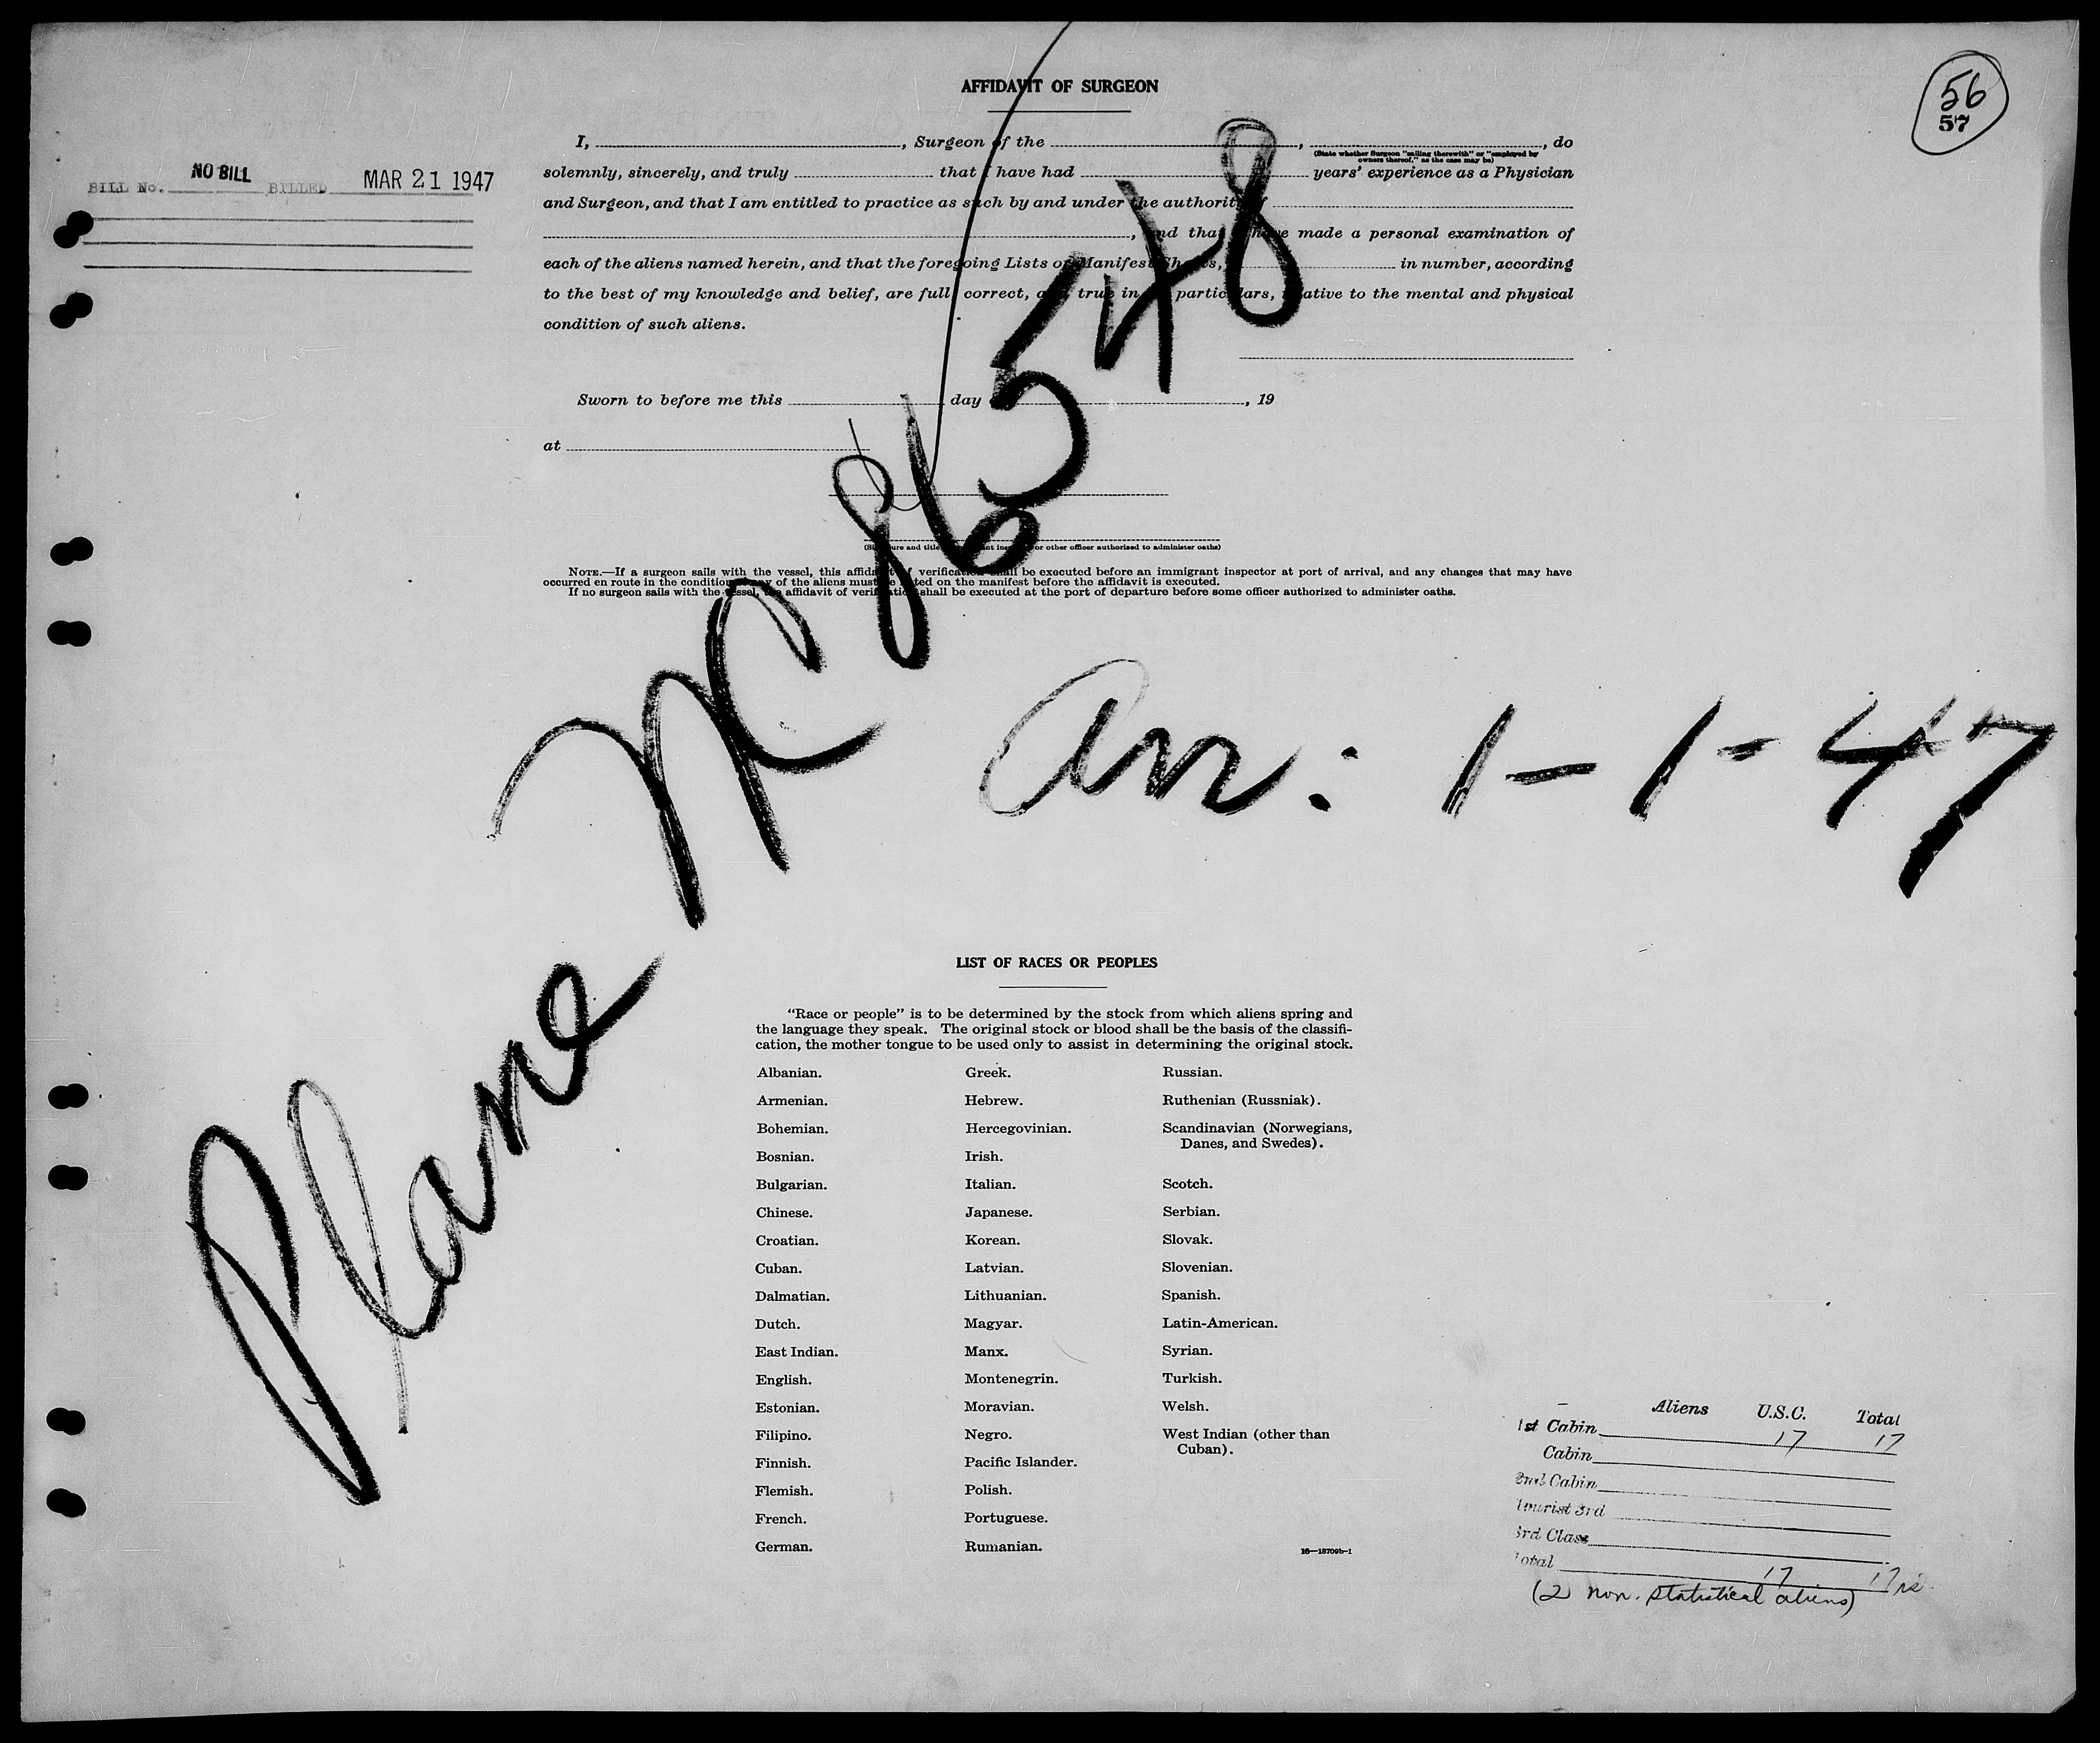 AFFIDAVIT OF SURGEON
56
57
I, , Surgeon of the , , do
(State whether Surgeon "sailing therewith" or "employed by
owners thereof," as the case may be)
NO BILL
BILL No. BILLED MAR 21 1947
solemnly, sincerely, and truly that I have had years' experience as a Physician
and Surgeon, and that I am entitled to practice as such by and under the authority of
, and that I have made a personal examination of
each of the aliens named herein, and that the foregoing Lists or Manifest Sheets, in number, according
to the best of my knowledge and belief, are full, correct, and true in all particulars, relative to the mental and physical
condition of such aliens.
Sworn to before me this day , 19
at
(Signature and title of immigrant inspector or other officer authorized to administer oaths)
NOTE.—If a surgeon sails with the vessel, this affidavit of verification shall be executed before an immigrant inspector at port of arrival, and any changes that may have
occurred en route in the condition of any of the aliens must be noted on the manifest before the affidavit is executed.
If no surgeon sails with the vessel, the affidavit of verification shall be executed at the port of departure before some officer authorized to administer oaths.
Plane NC 86548
Arr: 1-1-47
LIST OF RACES OR PEOPLES
"Race or people" is to be determined by the stock from which aliens spring and
the language they speak. The original stock or blood shall be the basis of the classifi-
cation, the mother tongue to be used only to assist in determining the original stock.
Albanian.
Armenian.
Bohemian.
Bosnian.
Bulgarian.
Chinese.
Croatian.
Cuban.
Dalmatian.
Dutch.
East Indian.
English.
Estonian.
Filipino.
Finnish.
Flemish.
French.
German.
Greek.
Hebrew.
Hercegovinian.
Irish.
Italian.
Japanese.
Korean.
Latvian.
Lithuanian.
Magyar.
Manx.
Montenegrin.
Moravian.
Negro.
Pacific Islander.
Polish.
Portuguese.
Rumanian.
Russian.
Ruthenian (Russniak).
Scandinavian (Norwegians,
Danes, and Swedes).
Scotch.
Serbian.
Slovak.
Slovenian.
Spanish.
Latin-American.
Syrian.
Turkish.
Welsh.
West Indian (other than
Cuban).
16—18709b-1
Aliens U.S.C. Total
1st Cabin 17 17
Cabin
2nd Cabin
Tourist 3rd
3rd Class
Total 17 17
(2 non. statistical aliens)